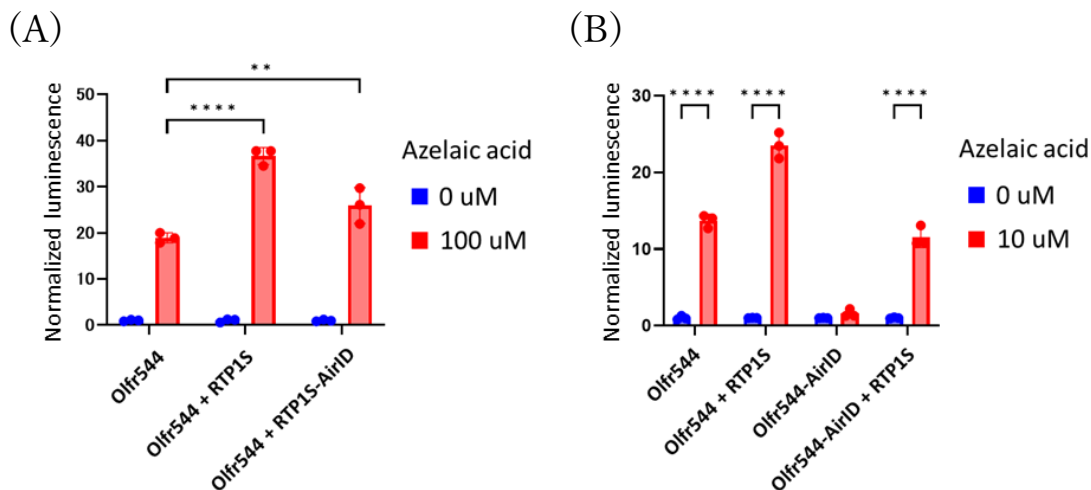 (A)
(B)
**
****
Normalized luminescence
50
40
30
20
10
0
Azelaic acid
0 uM
100 uM
Olfr544
Olfr544 + RTP1S
Olfr544 + RTP1S-AirID
****
****
****
Normalized luminescence
30
20
10
0
Azelaic acid
0 uM
10 uM
Olfr544
Olfr544 + RTP1S
Olfr544-AirID
Olfr544-AirID + RTP1S